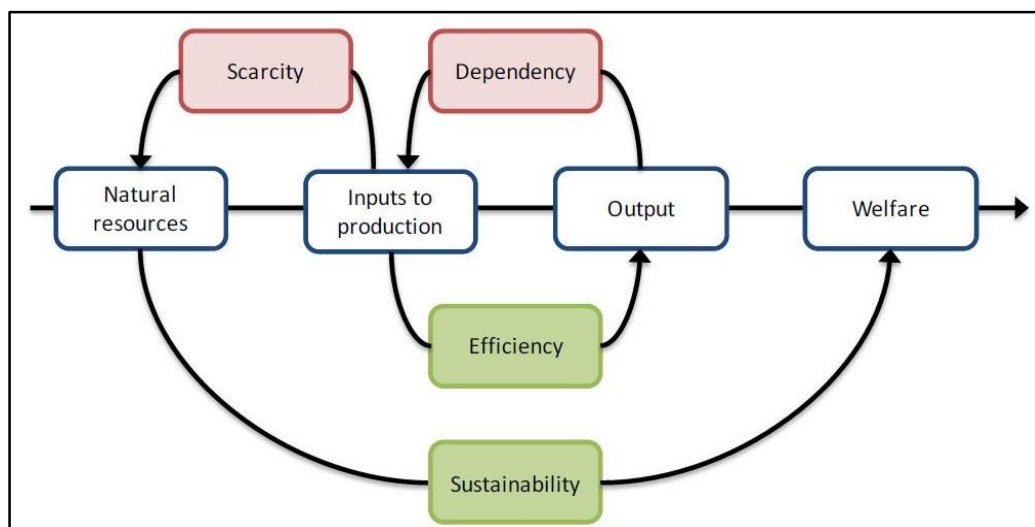 Scarcity
Dependency
Natural
resources
Inputs to
production
Output
Welfare
Efficiency
Sustainability